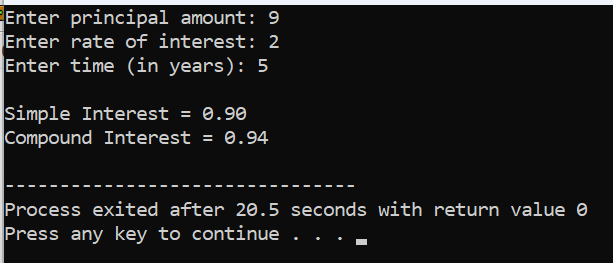 Enter principal amount: 9
Enter rate of interest: 2
Enter time (in years): 5
Simple Interest = 0.90
Compound Interest = 0.94
--------------------------------
Process exited after 20.5 seconds with return value 0
Press any key to continue . . .